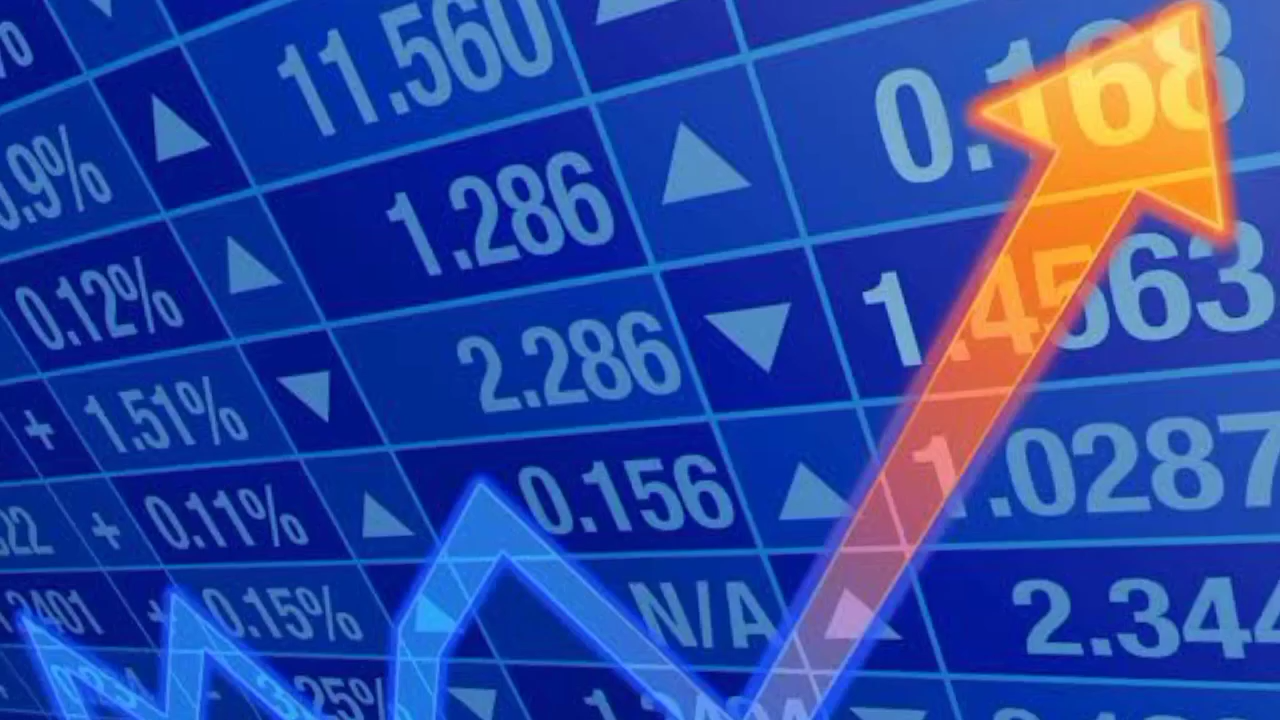 11.560 0.168
.9% 1.286 1.4563
0.12% 2.286 1.0287
+ 1.51% 0.156 2.344
22 + 0.11% N/A
0.15%